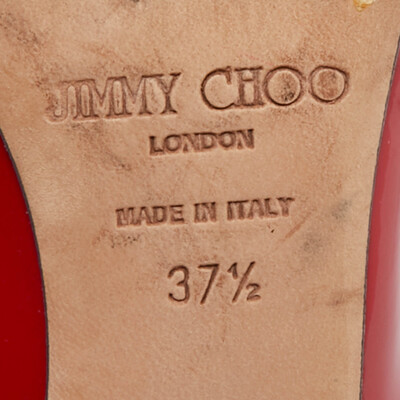 JIMMY CHOO
LONDON
MADE IN ITALY
37½